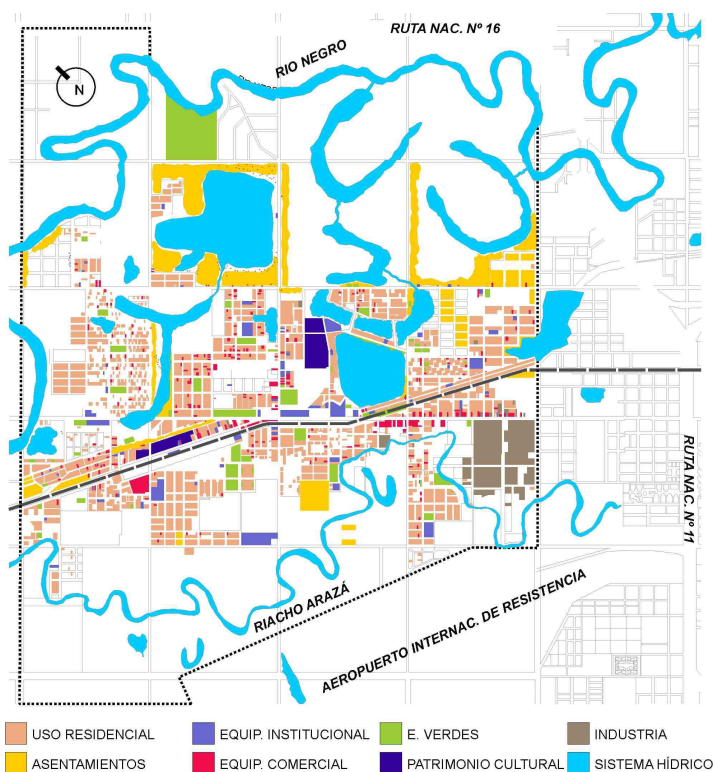 RUTA NAC. Nº 16
RIO NEGRO
N
RUTA NAC. Nº 11
RIACHO ARAZÁ
AEROPUERTO INTERNAC. DE RESISTENCIA
USO RESIDENCIAL
EQUIP. INSTITUCIONAL
E. VERDES
INDUSTRIA
ASENTAMIENTOS
EQUIP. COMERCIAL
PATRIMONIO CULTURAL
SISTEMA HÍDRICO